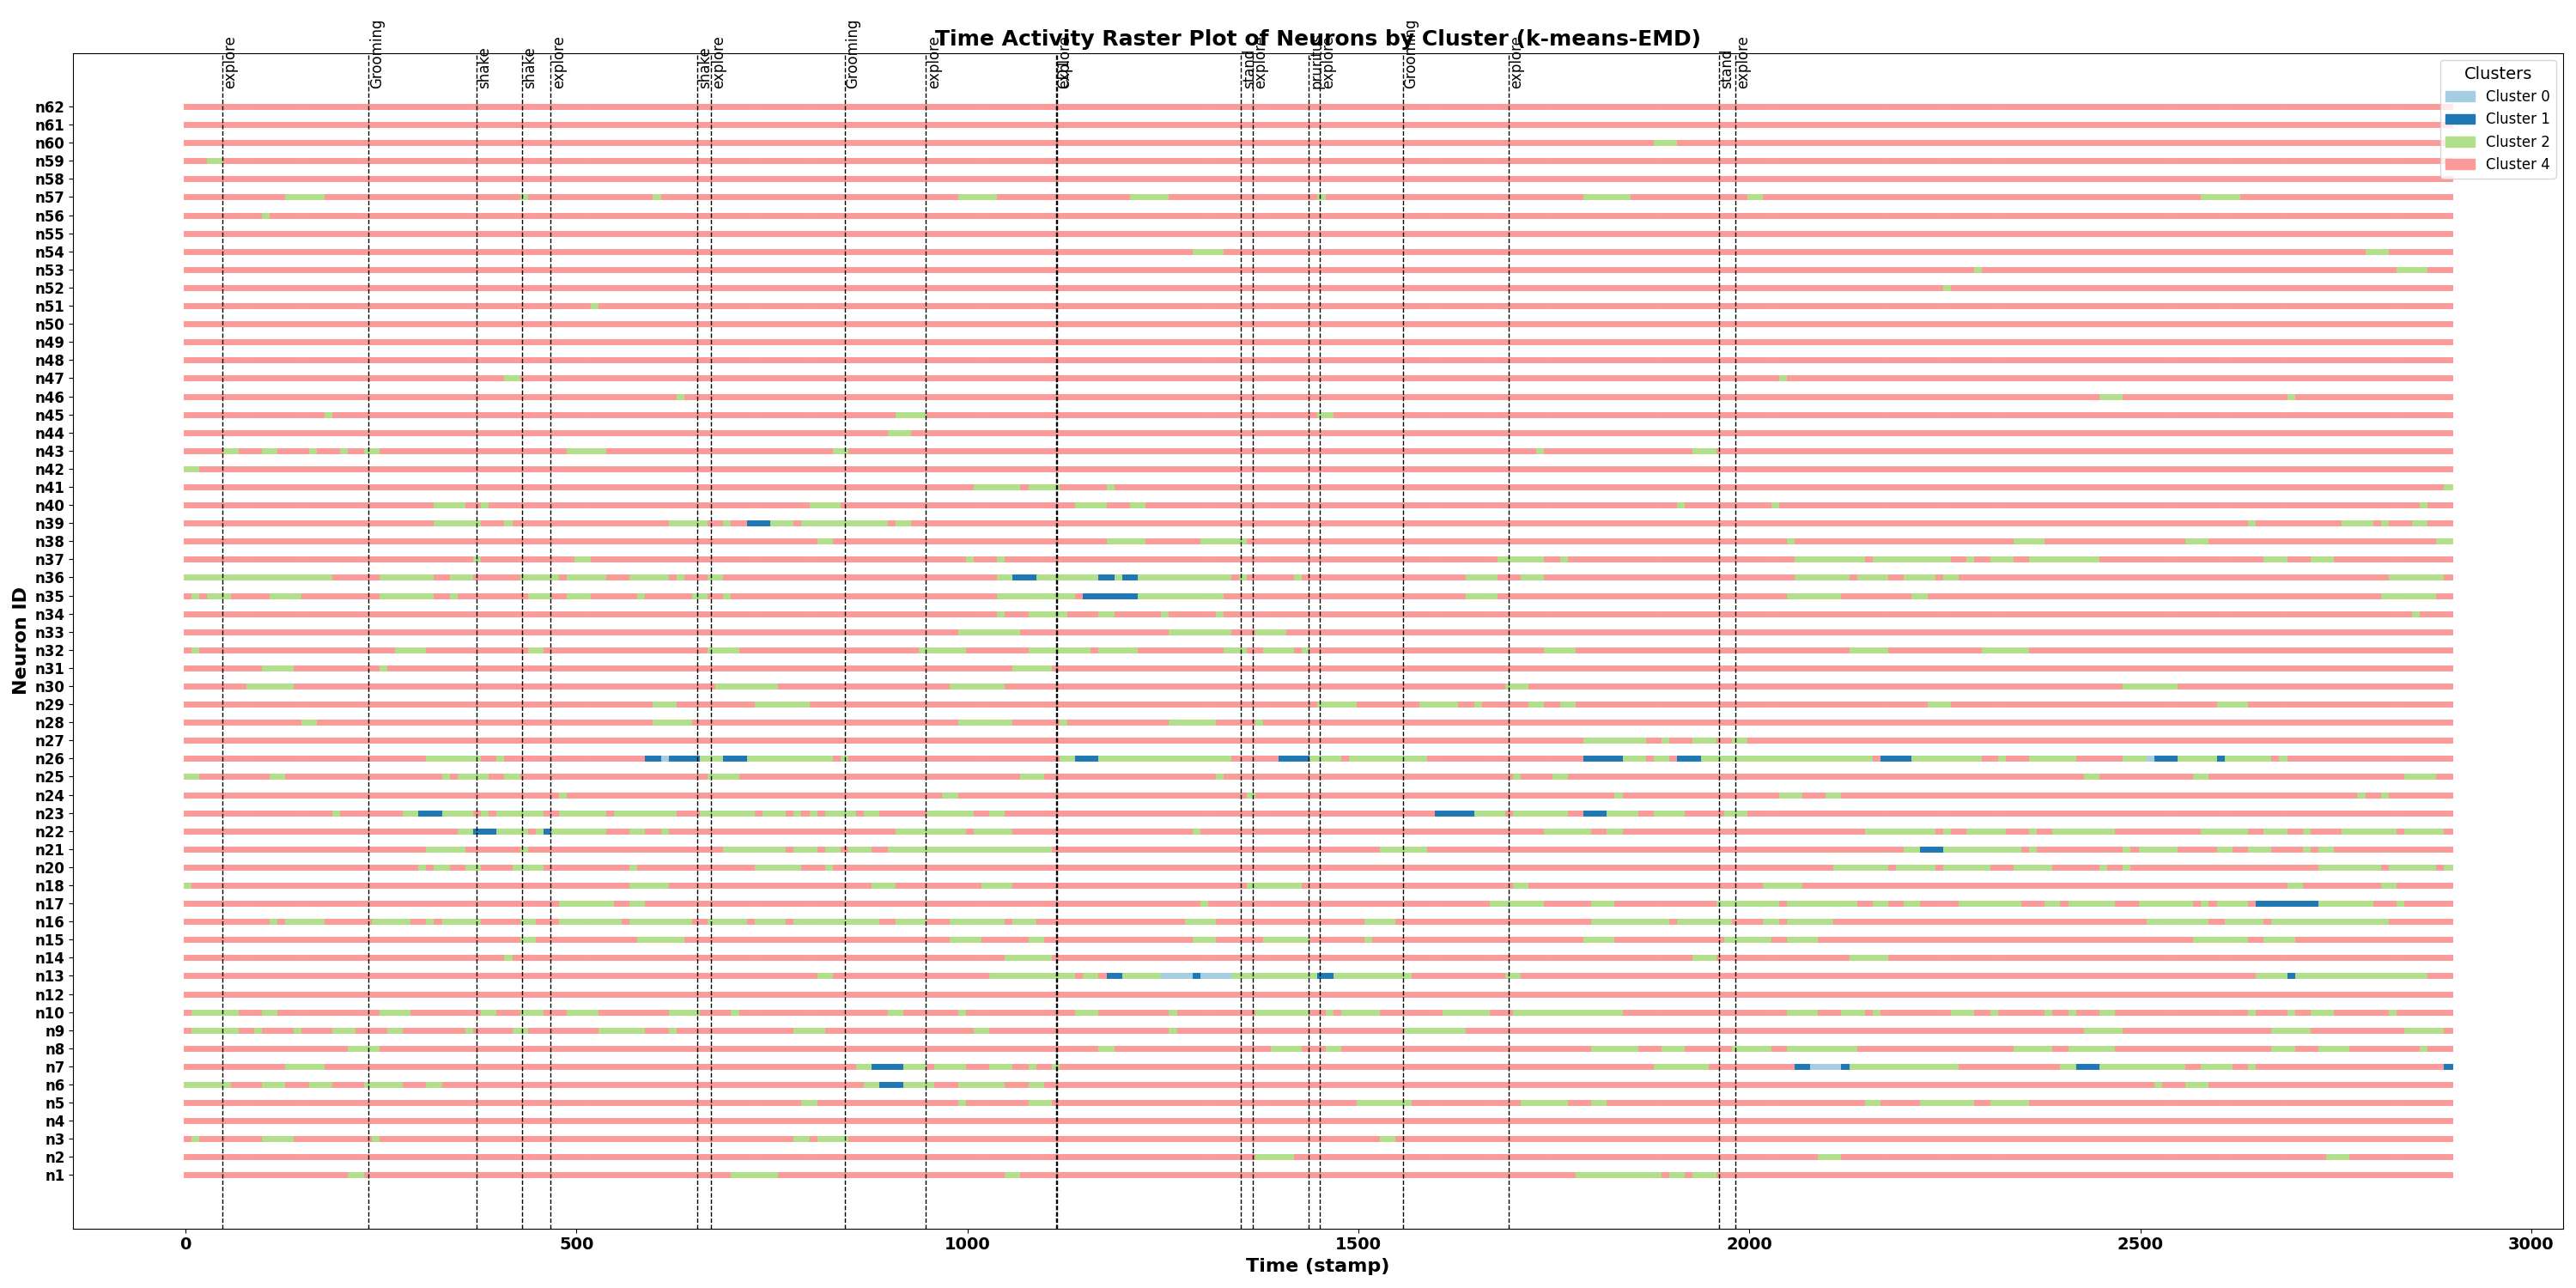 Time Activity Raster Plot of Neurons by Cluster (k-means-EMD)
explore
Grooming
shake
shake
explore
shake
explore
Grooming
explore
explore
stand
explore
pruritus
explore
Grooming
explore
stand
explore
Clusters
Cluster 0
Cluster 1
Cluster 2
Cluster 4
Neuron ID
n62
n61
n60
n59
n58
n57
n56
n55
n54
n53
n52
n51
n50
n49
n48
n47
n46
n45
n44
n43
n42
n41
n40
n39
n38
n37
n36
n35
n34
n33
n32
n31
n30
n29
n28
n27
n26
n25
n24
n23
n22
n21
n20
n18
n17
n16
n15
n14
n13
n12
n10
n9
n8
n7
n6
n5
n4
n3
n2
n1
0 500 1000 1500 2000 2500 3000
Time (stamp)